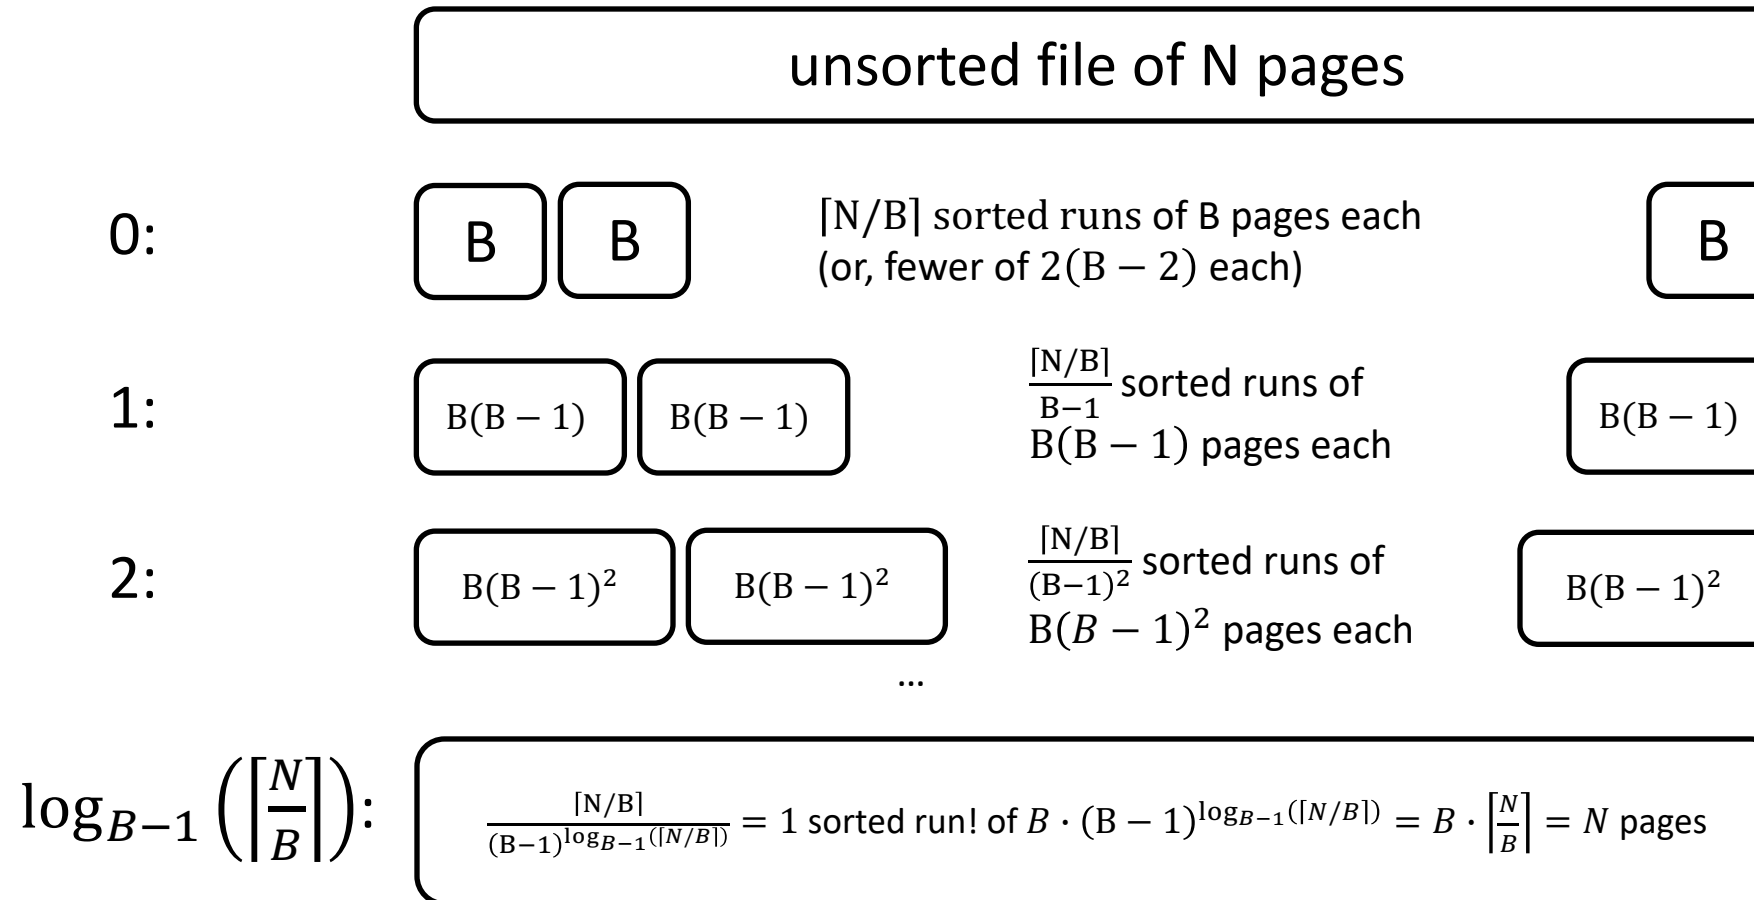 unsorted file of N pages
0:
B B ⌈N/B⌉ sorted runs of B pages each B
(or, fewer of 2(B − 2) each)
1:
B(B − 1) B(B − 1) ⌈N/B⌉/(B−1) sorted runs of B(B − 1)
B(B − 1) pages each
2:
B(B − 1)² B(B − 1)² ⌈N/B⌉/(B−1)² sorted runs of B(B − 1)²
B(B − 1)² pages each
...
log_{B−1}(⌈N/B⌉): ⌈N/B⌉/(B−1)^{log_{B−1}(⌈N/B⌉)} = 1 sorted run! of B · (B − 1)^{log_{B−1}(⌈N/B⌉)} = B · ⌈N/B⌉ = N pages